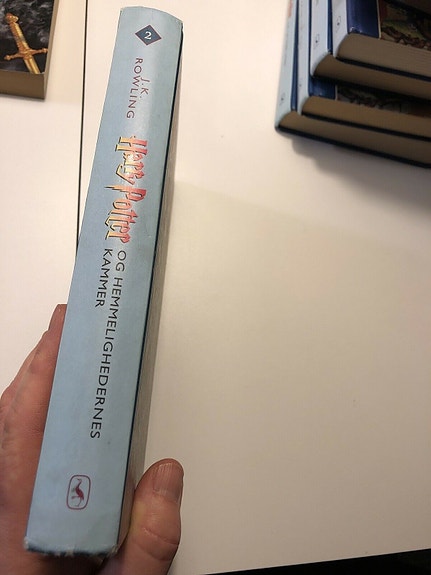 2
J.K.
ROWLING
Harry Potter
OG HEMMELIGHEDERNES
KAMMER